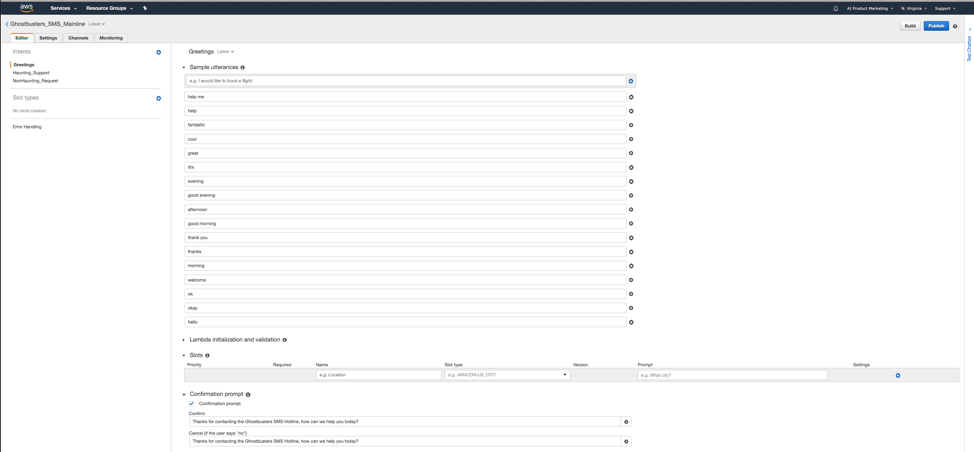 aws Services Resource Groups AI Product Marketing N. Virginia Support
Ghostbusters_SMS_Mainline Latest
Build Publish
Editor Settings Channels Monitoring
Test Chatbot
Intents
Greetings
Haunting_Support
NonHaunting_Request
Slot types
No slots created
Error Handling
Greetings Latest
Sample utterances
e.g. I would like to book a flight.
help me
help
fantastic
cool
great
thx
evening
good evening
afternoon
good morning
thank you
thanks
morning
welcome
ok
okay
hello
Lambda initialization and validation
Slots
Priority Required Name Slot type Version Prompt Settings
e.g. Location e.g. AMAZON.US_CITY e.g. What city?
Confirmation prompt
Confirmation prompt
Confirm
Thanks for contacting the Ghostbusters SMS Hotline, how can we help you today?
Cancel (if the user says "no")
Thanks for contacting the Ghostbusters SMS Hotline, how can we help you today?